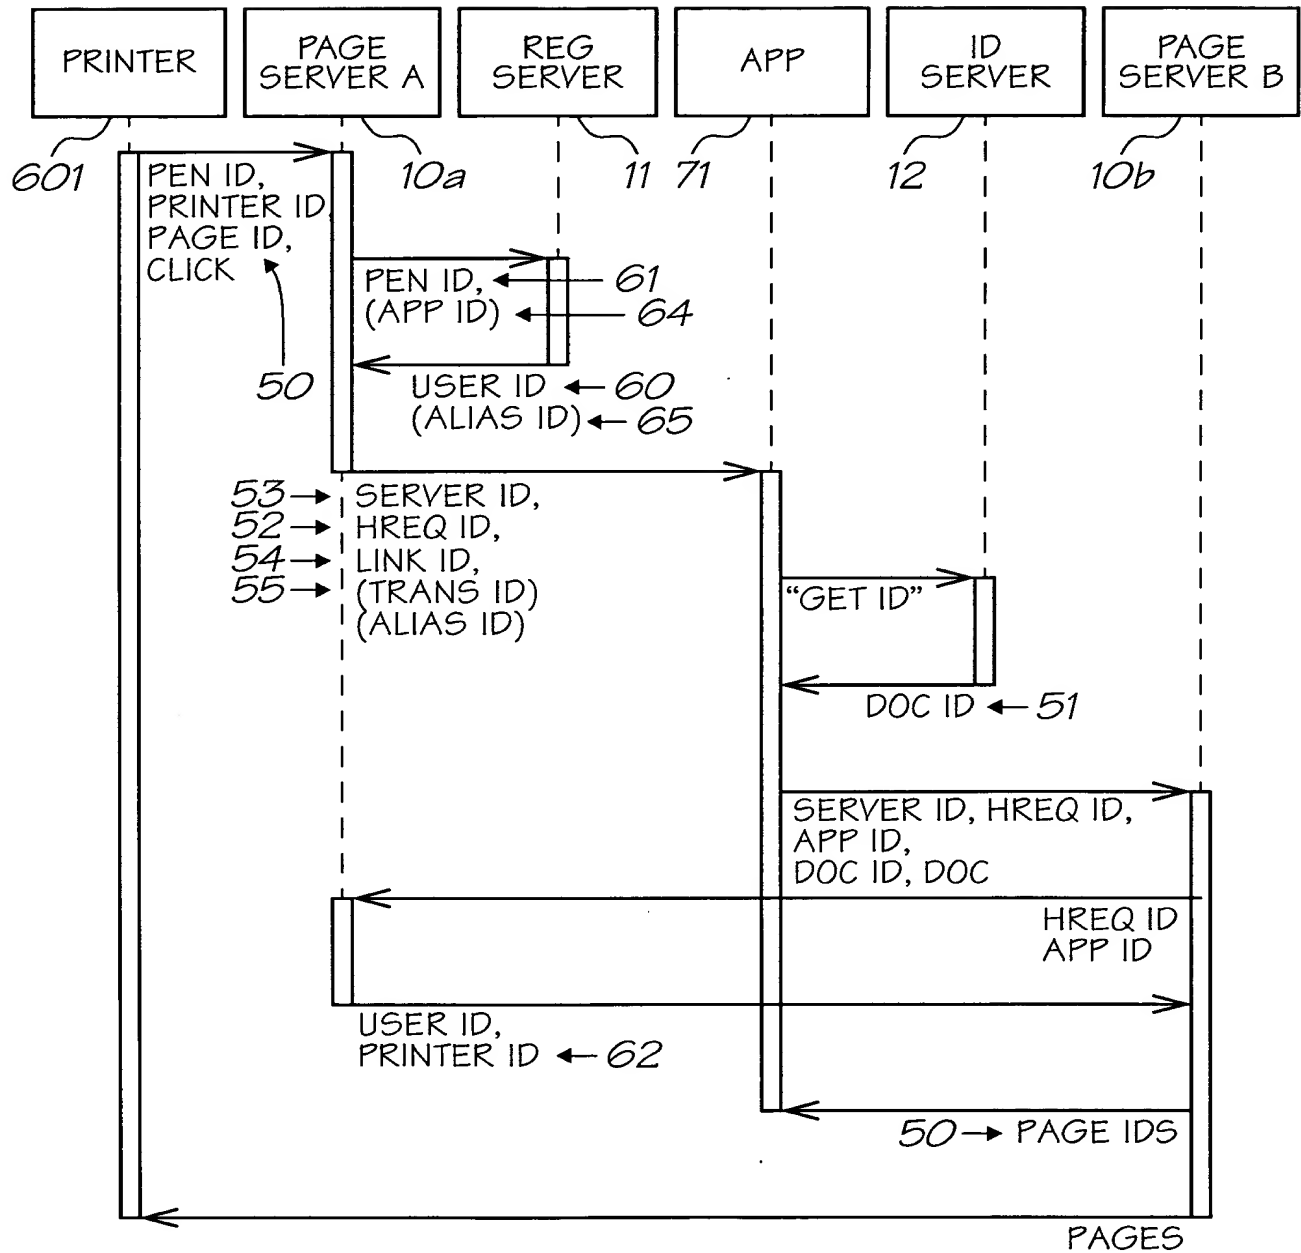 PRINTER
PAGE
SERVER A
REG
SERVER
APP
ID
SERVER
PAGE
SERVER B
601
10a
11
71
12
10b
PEN ID,
PRINTER ID
PAGE ID,
CLICK
50
PEN ID, 61
(APP ID) 64
USER ID 60
(ALIAS ID) 65
53 SERVER ID,
52 HREQ ID,
54 LINK ID,
55 (TRANS ID)
(ALIAS ID)
"GET ID"
DOC ID 51
SERVER ID, HREQ ID,
APP ID,
DOC ID, DOC
HREQ ID
APP ID
USER ID,
PRINTER ID 62
50 PAGE IDS
PAGES